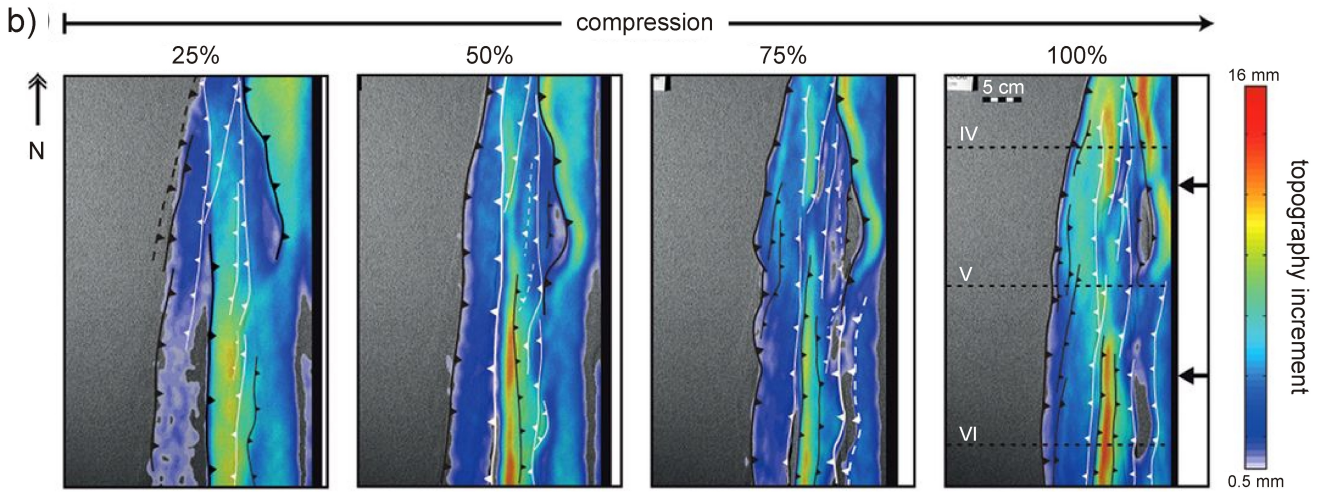 b)
compression
25%
50%
75%
100%
N
5 cm
IV
V
VI
16 mm
topography increment
0.5 mm